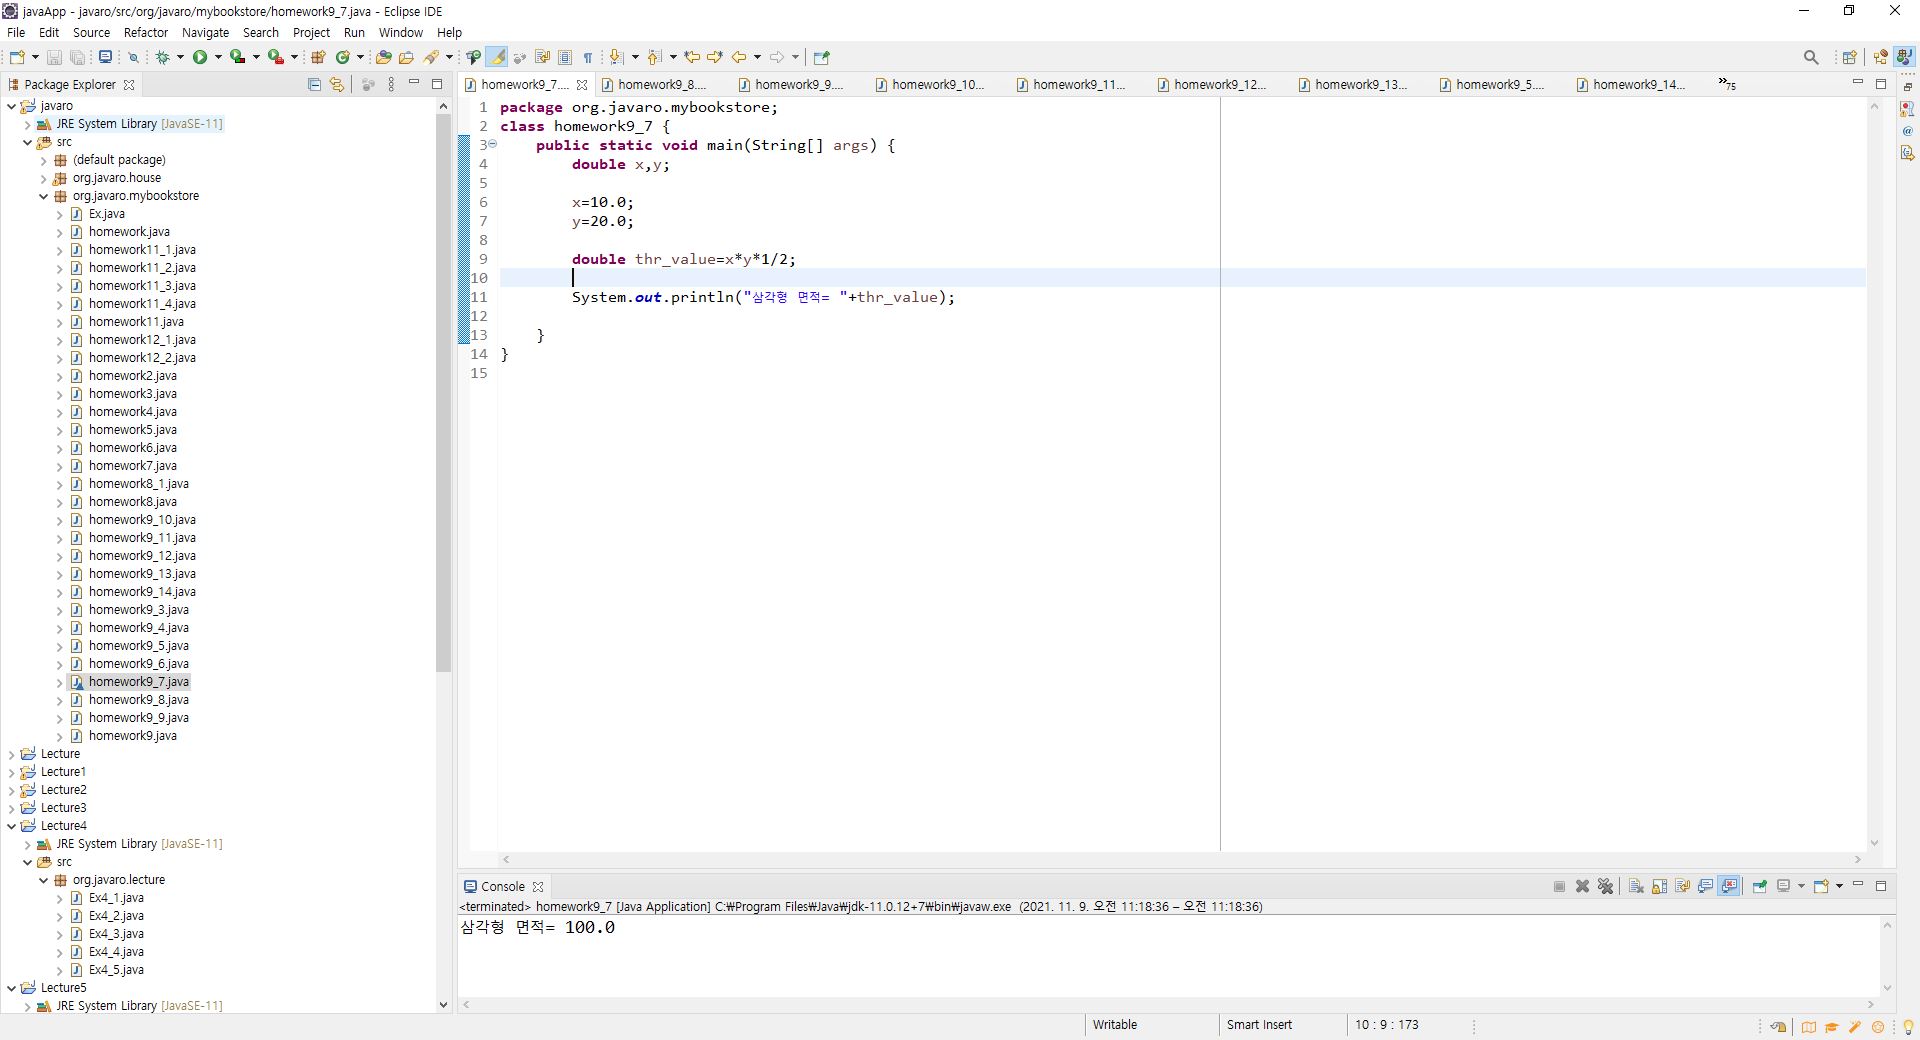 javaApp - javaro/src/org/javaro/mybookstore/homework9_7.java - Eclipse IDE
File Edit Source Refactor Navigate Search Project Run Window Help
Package Explorer
javaro
JRE System Library [JavaSE-11]
src
(default package)
org.javaro.house
org.javaro.mybookstore
Ex.java
homework.java
homework11_1.java
homework11_2.java
homework11_3.java
homework11_4.java
homework11.java
homework12_1.java
homework12_2.java
homework2.java
homework3.java
homework4.java
homework5.java
homework6.java
homework7.java
homework8_1.java
homework8.java
homework9_10.java
homework9_11.java
homework9_12.java
homework9_13.java
homework9_14.java
homework9_3.java
homework9_4.java
homework9_5.java
homework9_6.java
homework9_7.java
homework9_8.java
homework9_9.java
homework9.java
Lecture
Lecture1
Lecture2
Lecture3
Lecture4
JRE System Library [JavaSE-11]
src
org.javaro.lecture
Ex4_1.java
Ex4_2.java
Ex4_3.java
Ex4_4.java
Ex4_5.java
Lecture5
JRE System Library [JavaSE-11]
homework9_7.... homework9_8.... homework9_9.... homework9_10... homework9_11... homework9_12... homework9_13... homework9_5.... homework9_14... »75
1 package org.javaro.mybookstore;
2 class homework9_7 {
3 public static void main(String[] args) {
4 double x,y;
5
6 x=10.0;
7 y=20.0;
8
9 double thr_value=x*y*1/2;
10
11 System.out.println("삼각형 면적= "+thr_value);
12
13 }
14 }
15
Console
<terminated> homework9_7 [Java Application] C:₩Program Files₩Java₩jdk-11.0.12+7₩bin₩javaw.exe (2021. 11. 9. 오전 11:18:36 – 오전 11:18:36)
삼각형 면적= 100.0
Writable Smart Insert 10 : 9 : 173